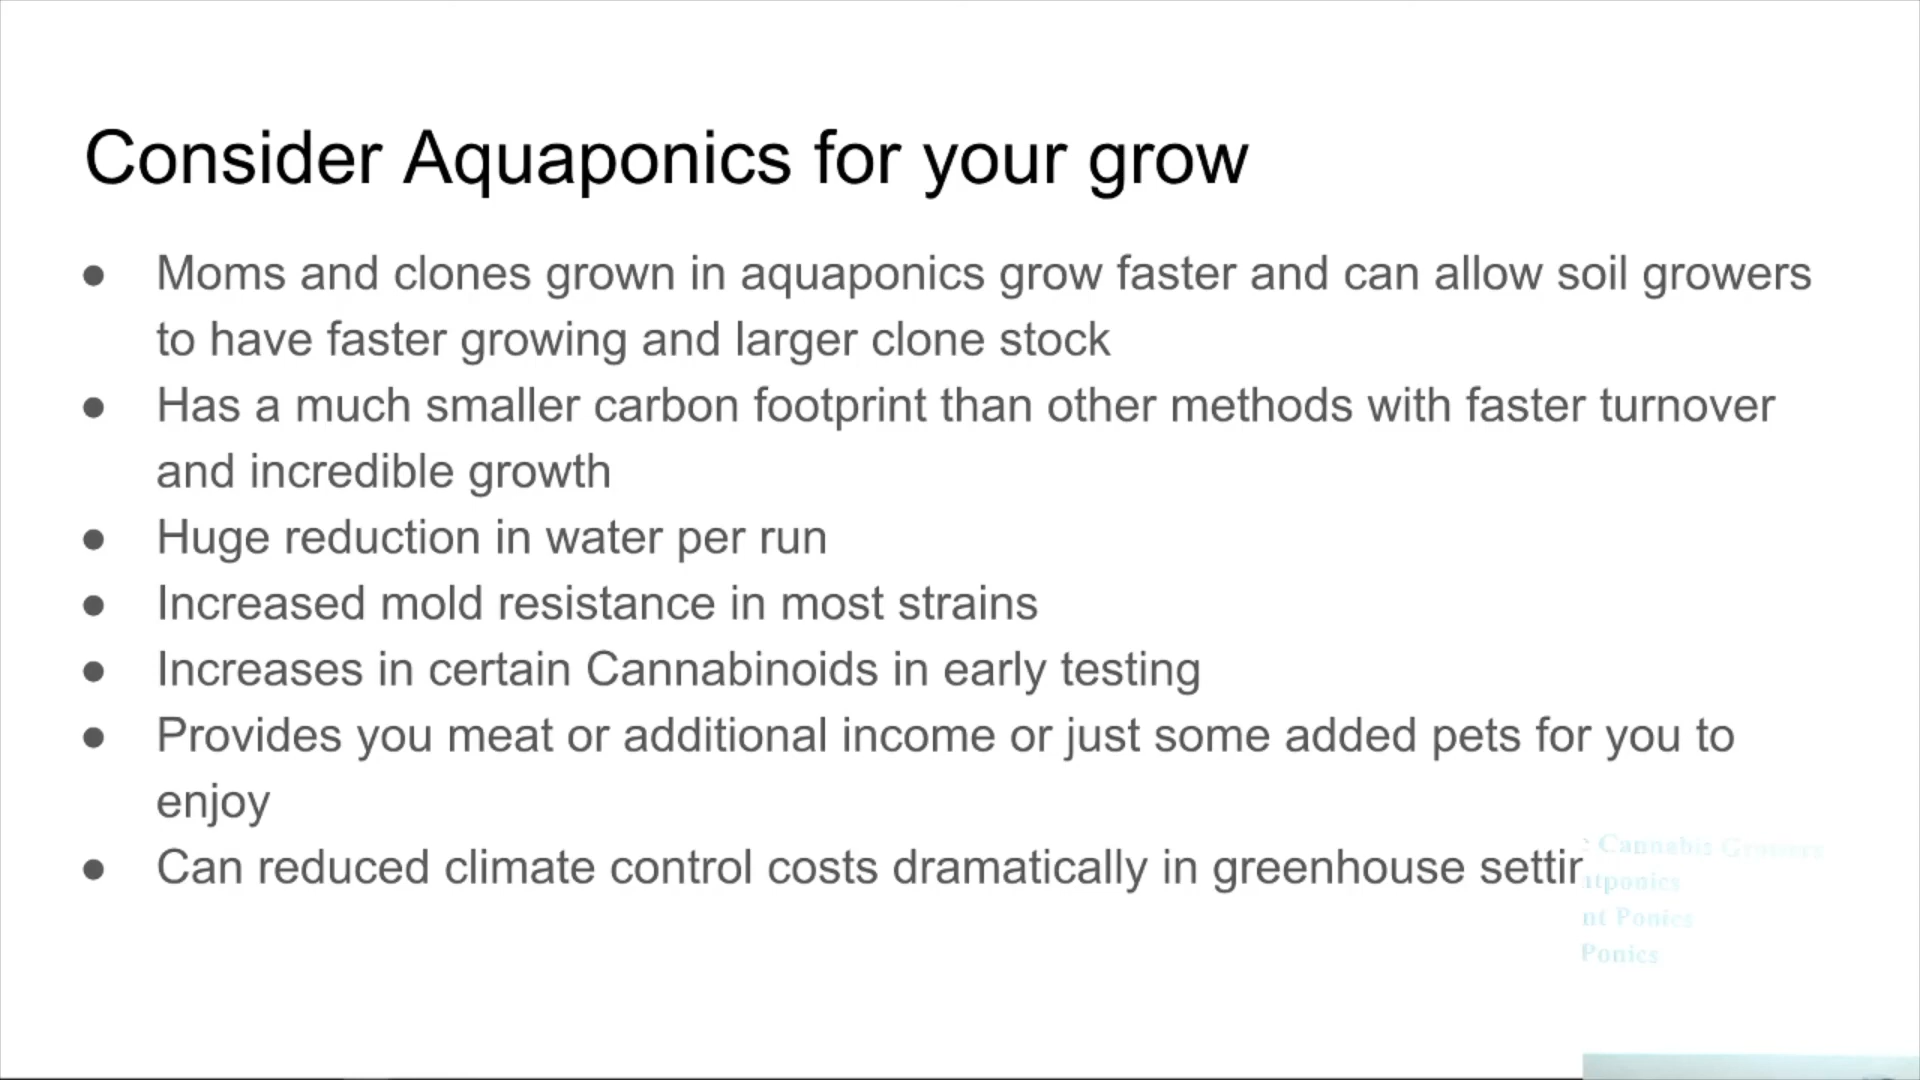 Consider Aquaponics for your grow
● Moms and clones grown in aquaponics grow faster and can allow soil growers
to have faster growing and larger clone stock
● Has a much smaller carbon footprint than other methods with faster turnover
and incredible growth
● Huge reduction in water per run
● Increased mold resistance in most strains
● Increases in certain Cannabinoids in early testing
● Provides you meat or additional income or just some added pets for you to
enjoy
● Can reduced climate control costs dramatically in greenhouse settin
Cannabis Growers
nt Ponics
Ponics